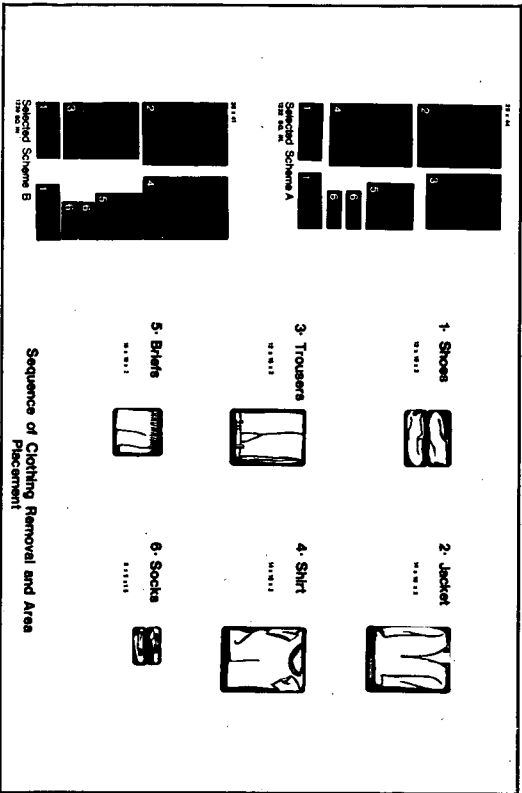 2 3
5
4 6 6
1 1
Selected Scheme A
2 4
5
3 6 6
1 1
Selected Scheme B
1· Shoes
2· Jacket
3· Trousers
4· Shirt
5· Briefs
6· Socks
Sequence of Clothing Removal and Area
Placement